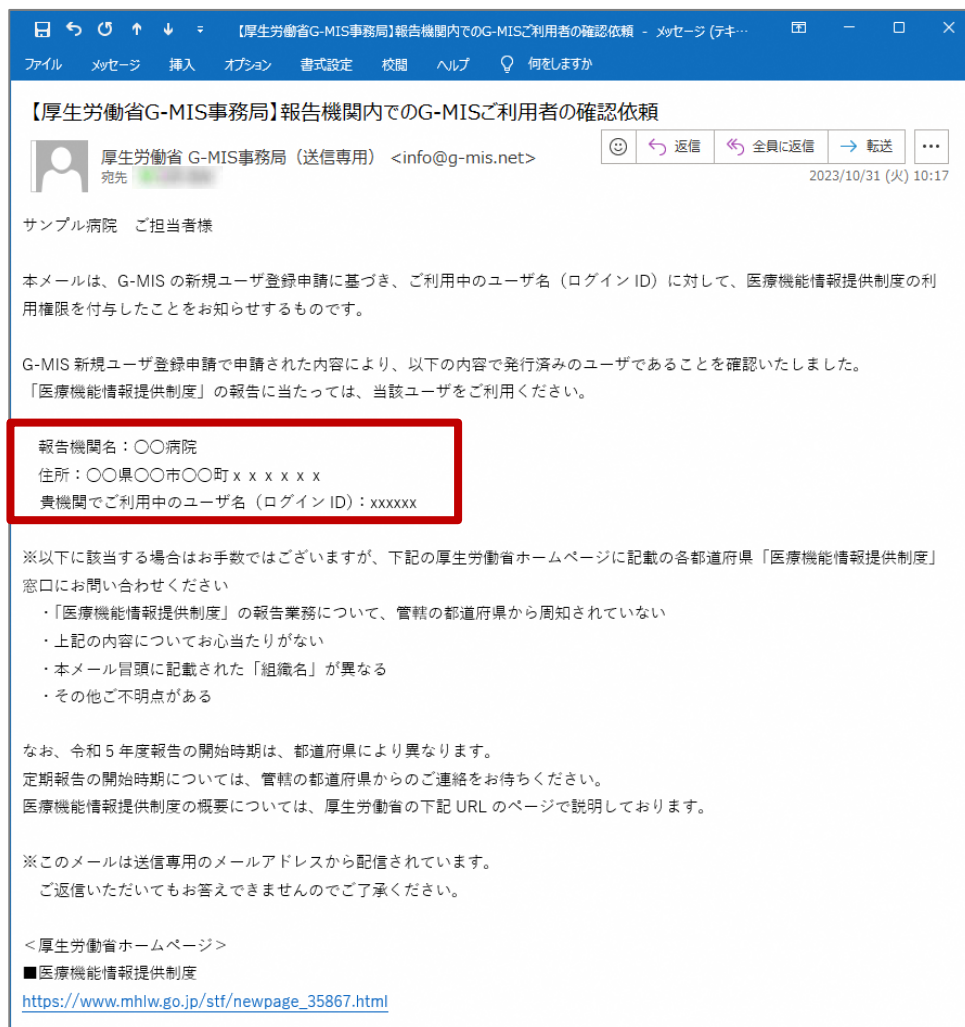 【厚生労働省G-MIS事務局】報告機関内でのG-MISご利用者の確認依頼 - メッセージ (テキ…
ファイル メッセージ 挿入 オプション 書式設定 校閲 ヘルプ 何をしますか
【厚生労働省G-MIS事務局】報告機関内でのG-MISご利用者の確認依頼
厚生労働省 G-MIS事務局（送信専用） <info@g-mis.net>
返信 全員に返信 転送
宛先
2023/10/31 (火) 10:17
サンプル病院　ご担当者様
本メールは、G-MIS の新規ユーザ登録申請に基づき、ご利用中のユーザ名（ログイン ID）に対して、医療機能情報提供制度の利
用権限を付与したことをお知らせするものです。
G-MIS 新規ユーザ登録申請で申請された内容により、以下の内容で発行済みのユーザであることを確認いたしました。
「医療機能情報提供制度」の報告に当たっては、当該ユーザをご利用ください。
報告機関名：〇〇病院
住所：〇〇県〇〇市〇〇町ｘｘｘｘｘｘ
貴機関でご利用中のユーザ名（ログイン ID）：xxxxxx
※以下に該当する場合はお手数ではございますが、下記の厚生労働省ホームページに記載の各都道府県「医療機能情報提供制度」
窓口にお問い合わせください
・「医療機能情報提供制度」の報告業務について、管轄の都道府県から周知されていない
・上記の内容についてお心当たりがない
・本メール冒頭に記載された「組織名」が異なる
・その他ご不明点がある
なお、令和５年度報告の開始時期は、都道府県により異なります。
定期報告の開始時期については、管轄の都道府県からのご連絡をお待ちください。
医療機能情報提供制度の概要については、厚生労働省の下記 URL のページで説明しております。
※このメールは送信専用のメールアドレスから配信されています。
ご返信いただいてもお答えできませんのでご了承ください。
＜厚生労働省ホームページ＞
■医療機能情報提供制度
https://www.mhlw.go.jp/stf/newpage_35867.html